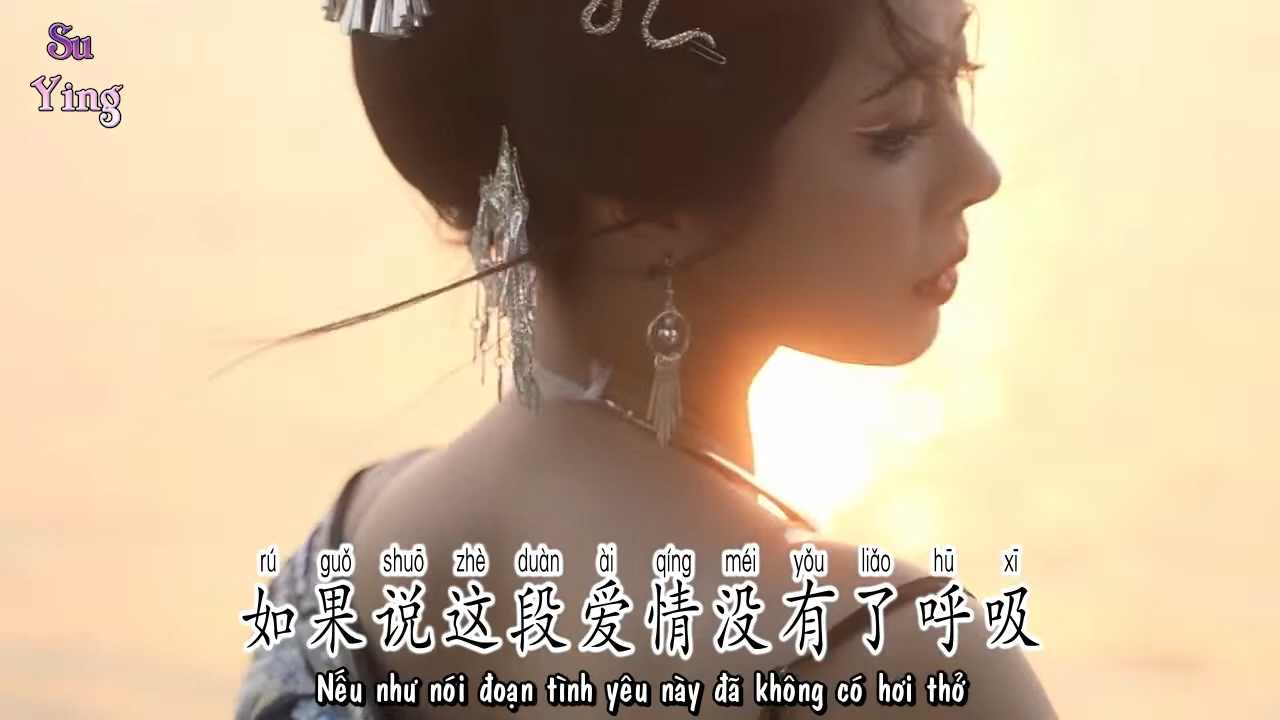 Su
Ying
rú guǒ shuō zhè duàn ài qíng méi yǒu liǎo hū xī
如果说这段爱情没有了呼吸
Nếu như nói đoạn tình yêu này đã không có hơi thở